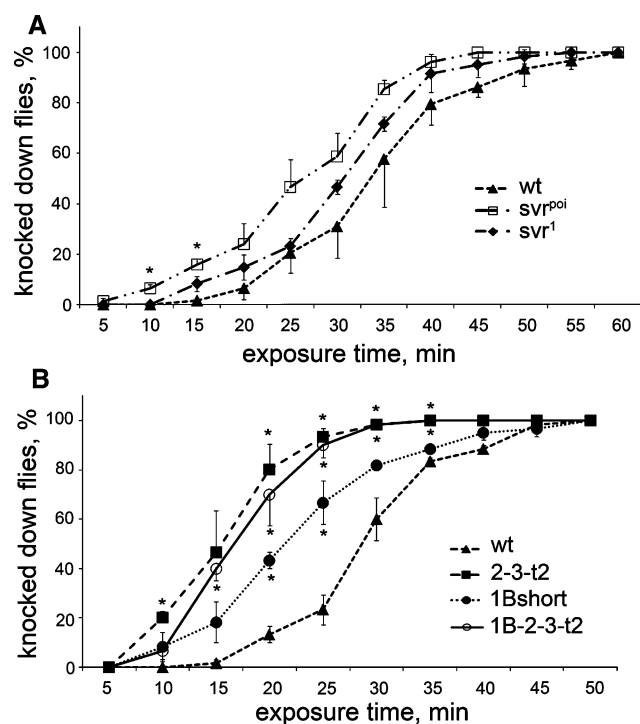 A
knocked down flies, %
100
80
60
40
20
0
* *
wt
svr^poi
svr^1
5 10 15 20 25 30 35 40 45 50 55 60
exposure time, min
B
knocked down flies, %
100
80
60
40
20
0
* * * * * * * * * * * *
wt
2-3-t2
1Bshort
1B-2-3-t2
5 10 15 20 25 30 35 40 45 50
exposure time, min